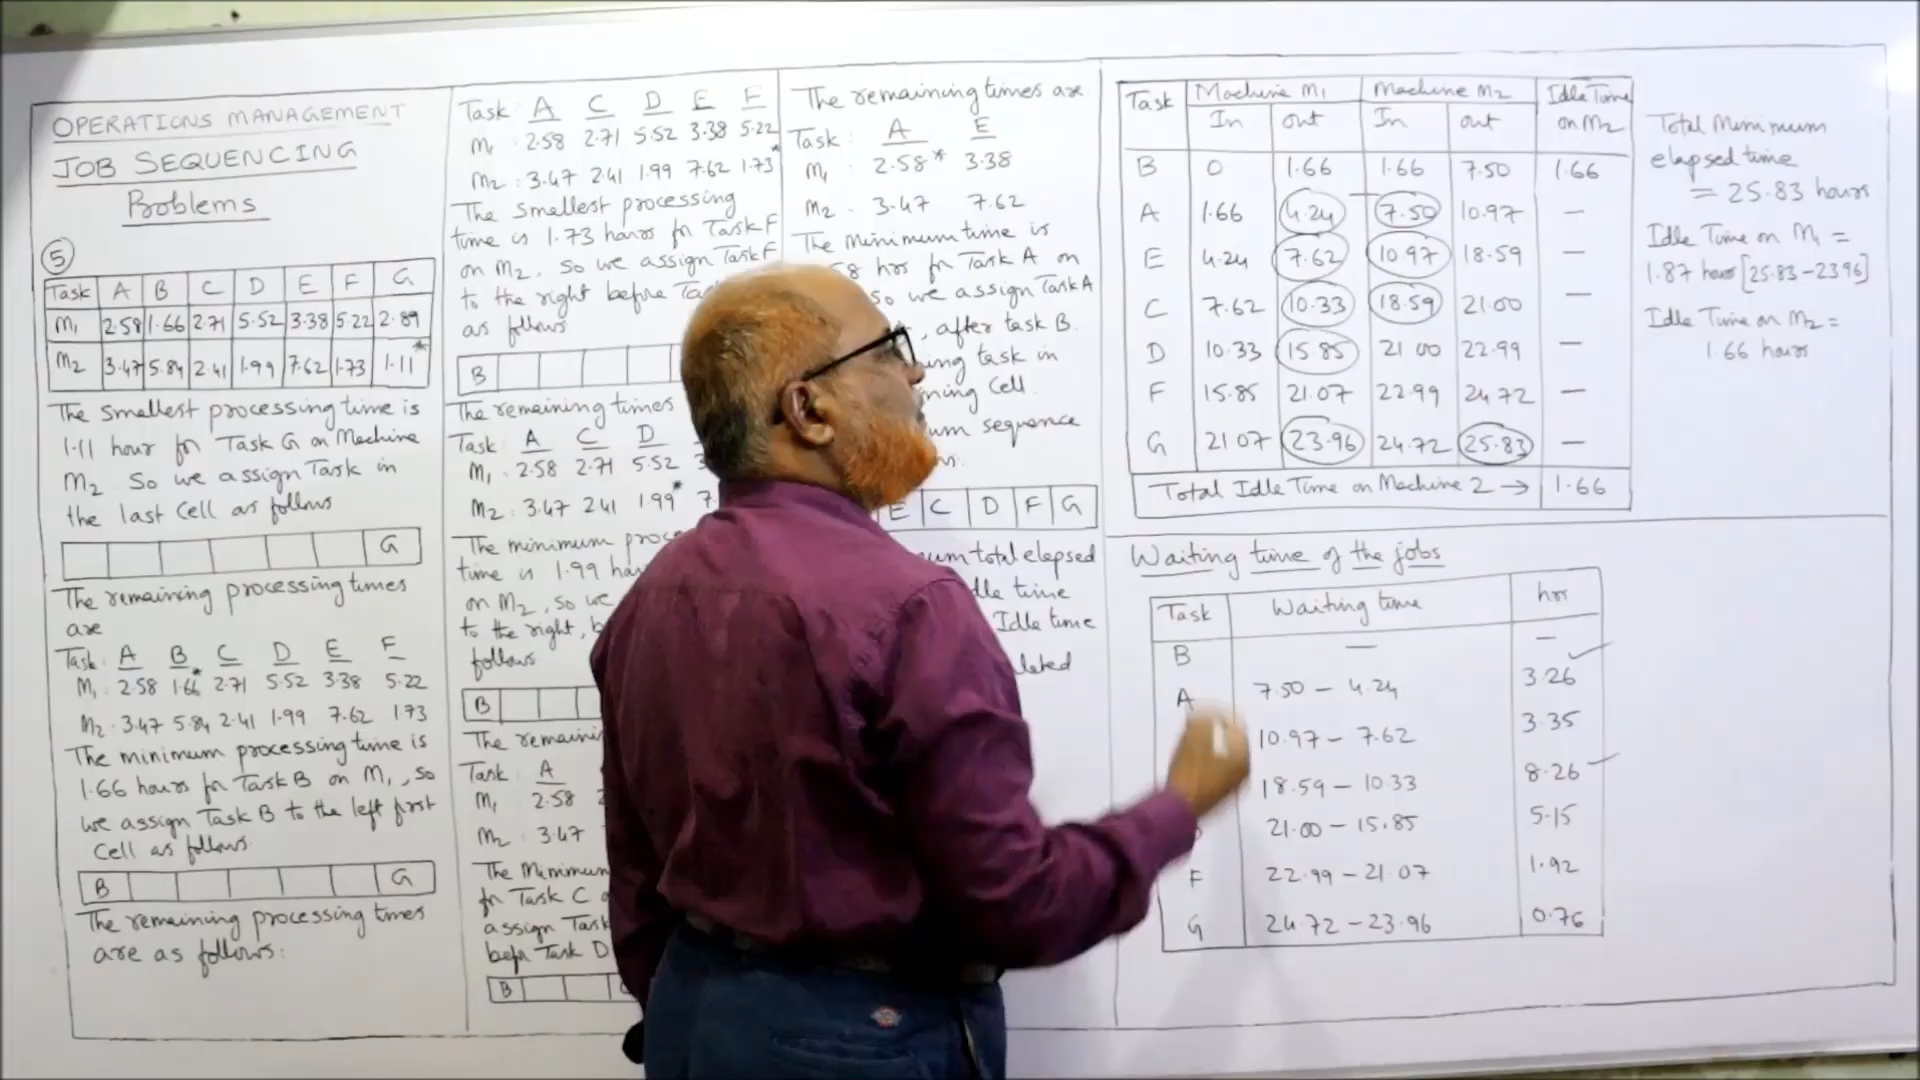 OPERATIONS MANAGEMENT
JOB SEQUENCING
Problems
5
Task A B C D E F G
M1 2.58 1.66 2.71 5.52 3.38 5.22 2.89
M2 3.47 5.84 2.41 1.99 7.62 1.73 1.11*
The smallest processing time is
1.11 hour for Task G on Machine
M2. So we assign Task in
the last cell as follows
G
The remaining processing times
are
Task: A B C D E F
M1: 2.58 1.66* 2.71 5.52 3.38 5.22
M2: 3.47 5.84 2.41 1.99 7.62 1.73
The minimum processing time is
1.66 hours for Task B on M1, so
we assign Task B to the left first
cell as follows.
B G
The remaining processing times
are as follows:
Task: A C D E F
M1: 2.58 2.71 5.52 3.38 5.22
M2: 3.47 2.41 1.99 7.62 1.73*
The smallest processing
time is 1.73 hours for Task F
on M2. So we assign Task F
to the right before
as follows
B
The remaining times
Task: A C D
M1: 2.58 2.71 5.52
M2: 3.47 2.41 1.99*
The minimum
time is 1.99
on M2, so we
to the right,
follows
B
The
Task: A
M1 2.58
M2: 3.47
The Minimum
for Task C
assign Task
before Task D
B
The remaining times are
Task: A E
M1: 2.58* 3.38
M2: 3.47 7.62
The minimum time is
hrs for Task A on
so we assign Task A
, after task B.
task in
cell.
sequence
E C D F G
total elapsed
time
Idle time
Task Machine M1 Machine M2 Idle Time
In out In out on M2
B 0 1.66 1.66 7.50 1.66
A 1.66 4.24 7.50 10.97 —
E 4.24 7.62 10.97 18.59 —
C 7.62 10.33 18.59 21.00 —
D 10.33 15.85 21.00 22.99 —
F 15.85 21.07 22.99 24.72 —
G 21.07 23.96 24.72 25.83 —
Total Idle Time on Machine 2 → 1.66
Total Minimum
elapsed time
= 25.83 hours
Idle Time on M1 =
1.87 hours [25.83-23.96]
Idle Time on M2 =
1.66 hours
Waiting time of the jobs
Task Waiting time hrs
B — —
A 7.50 - 4.24 3.26
10.97 - 7.62 3.35
18.59 - 10.33 8.26
21.00 - 15.85 5.15
F 22.99 - 21.07 1.92
G 24.72 - 23.96 0.76